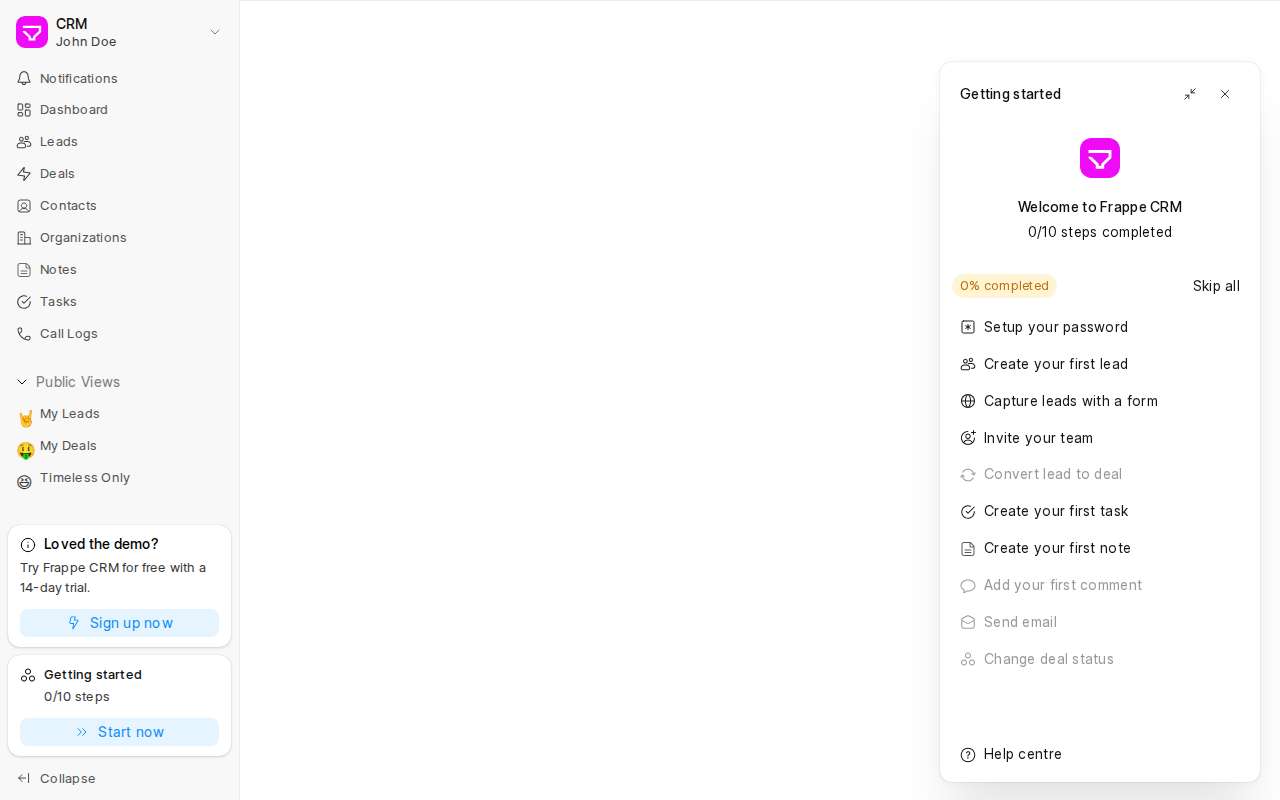 CRM
John Doe
Notifications
Dashboard
Leads
Deals
Contacts
Organizations
Notes
Tasks
Call Logs
Public Views
My Leads
My Deals
Timeless Only
Loved the demo?
Try Frappe CRM for free with a
14-day trial.
Sign up now
Getting started
0/10 steps
Start now
Collapse
Getting started
Welcome to Frappe CRM
0/10 steps completed
0% completed
Skip all
Setup your password
Create your first lead
Capture leads with a form
Invite your team
Convert lead to deal
Create your first task
Create your first note
Add your first comment
Send email
Change deal status
Help centre